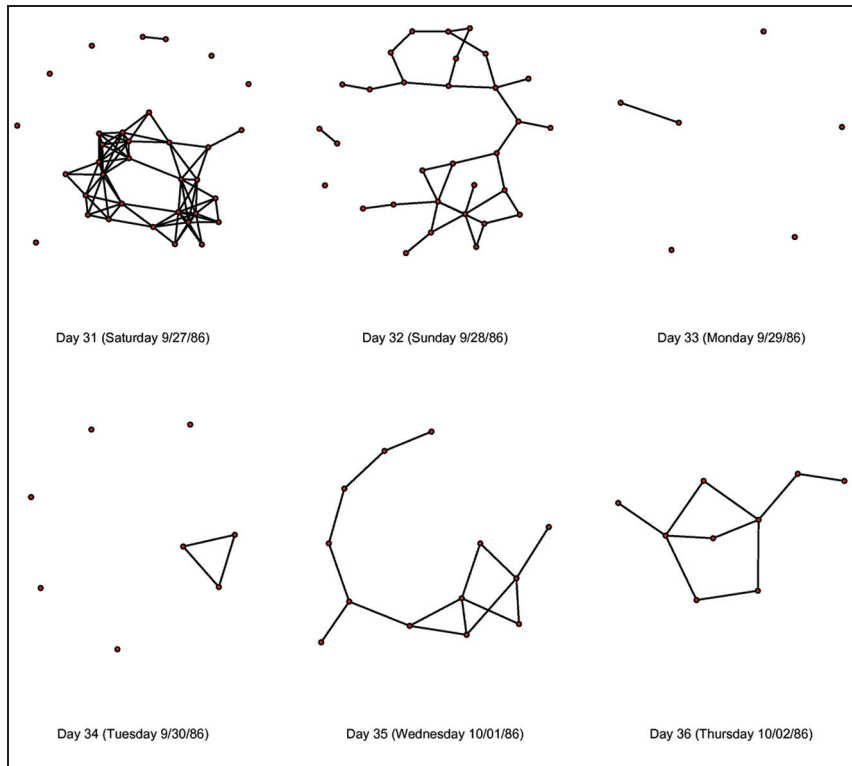 Day 31 (Saturday 9/27/86)
Day 32 (Sunday 9/28/86)
Day 33 (Monday 9/29/86)
Day 34 (Tuesday 9/30/86)
Day 35 (Wednesday 10/01/86)
Day 36 (Thursday 10/02/86)